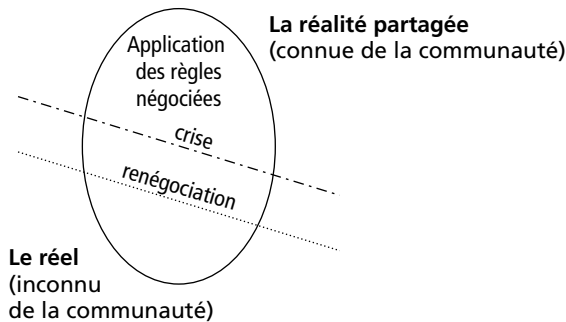 Application
des règles
négociées
La réalité partagée
(connue de la communauté)
crise
renégociation
Le réel
(inconnu
de la communauté)